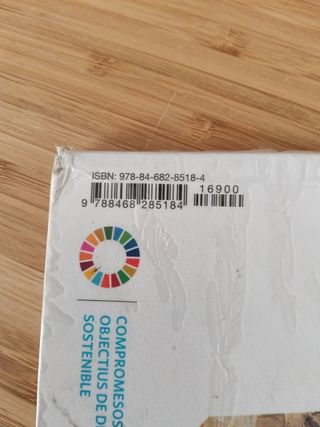 ISBN: 978-84-682-8518-4
16900
9 788468 285184
COMPROMESOS
OBJECTIUS DE D
SOSTENIBLE